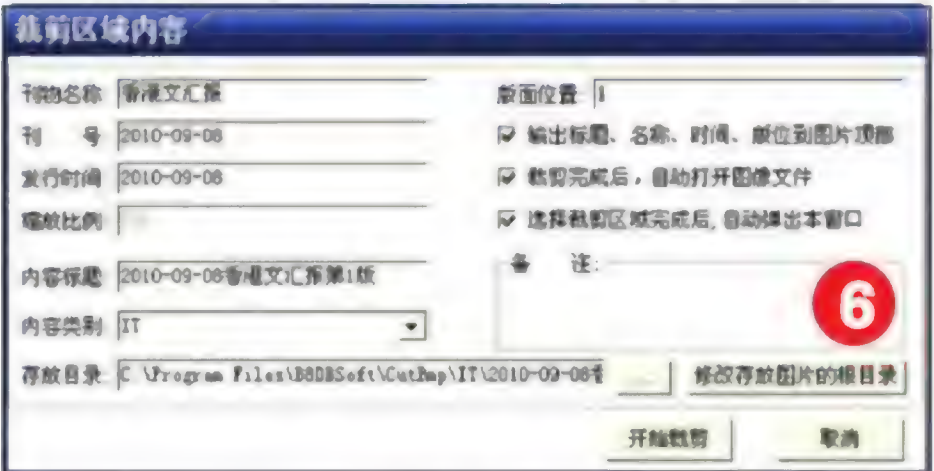 裁剪区域内容
刊物名称 香港文汇报
版面位置 1
刊 号 2010-09-08
输出标题、名称、时间、版位到图片顶部
发行时间 2010-09-08
裁剪完成后，自动打开图像文件
缩放比例
选择裁剪区域完成后,自动弹出本窗口
内容标题 2010-09-08香港文汇报第1版
备 注:
内容类别 IT
6
存放目录 C \Program Files\B8DBSoft\CutBmp\IT\2010-09-08香
... 修改存放图片的根目录
开始裁剪 取消